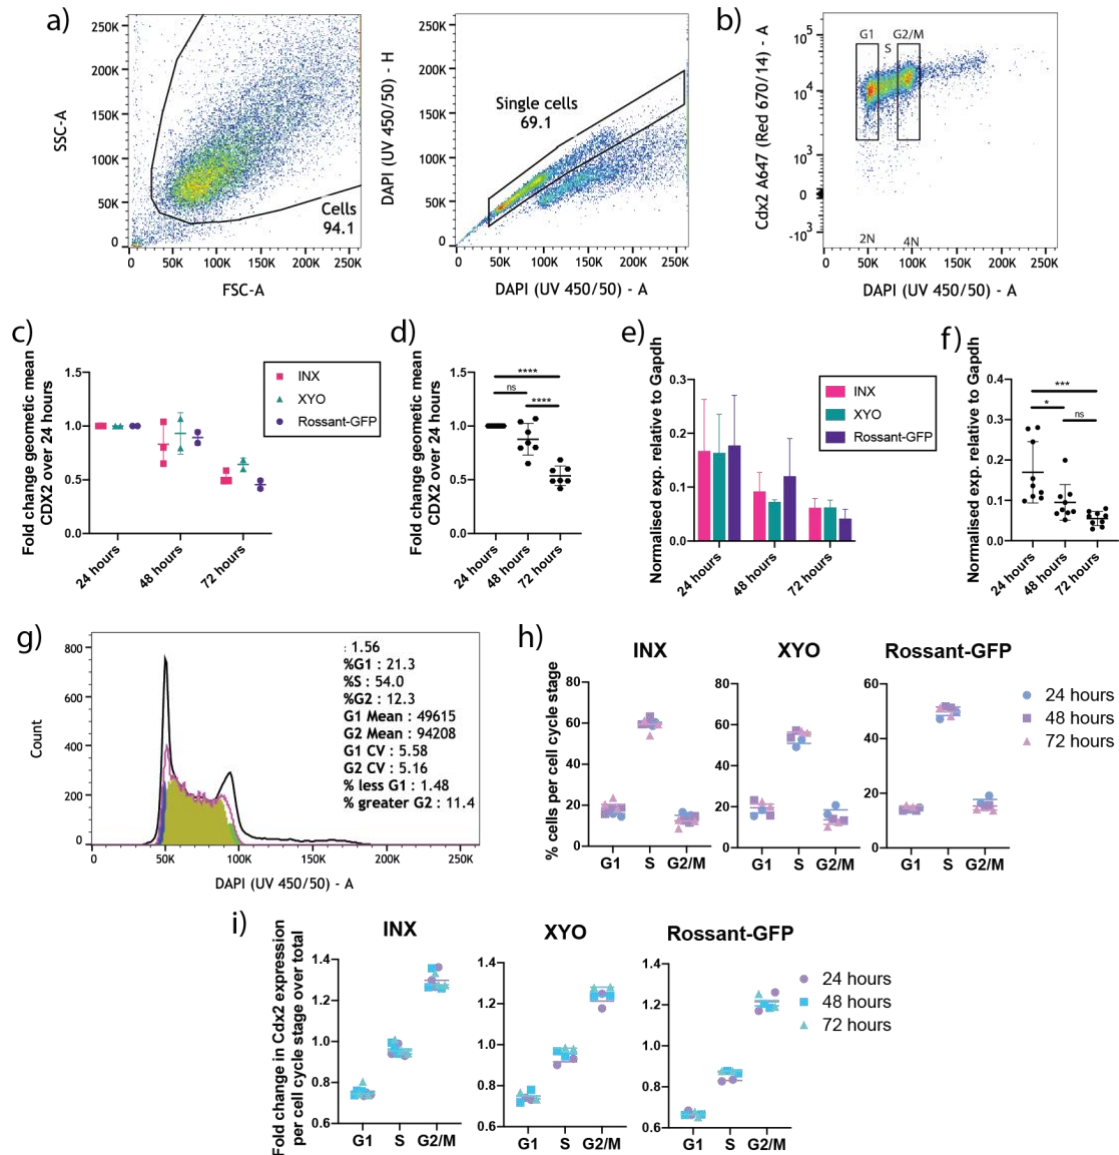 a)
250K
200K
150K
100K
50K
0
SSC-A
Cells
94.1
0 50K 100K 150K 200K 250K
FSC-A
250K
200K
150K
100K
50K
0
DAPI (UV 450/50) - H
Single cells
69.1
0 50K 100K 150K 200K 250K
DAPI (UV 450/50) - A
b)
10^5
10^4
10^3
0
-10^3
Cdx2 A647 (Red 670/14) - A
G1 S G2/M
2N 4N
0 50K 100K 150K 200K 250K
DAPI (UV 450/50) - A
c)
Fold change geometic mean
CDX2 over 24 hours
1.5
1.0
0.5
0.0
24 hours 48 hours 72 hours
INX
XYO
Rossant-GFP
d)
Fold change geometic mean
CDX2 over 24 hours
1.5
1.0
0.5
0.0
****
ns
****
24 hours 48 hours 72 hours
e)
Normalised exp. relative to Gapdh
0.3
0.2
0.1
0.0
24 hours 48 hours 72 hours
INX
XYO
Rossant-GFP
f)
Normalised exp. relative to Gapdh
0.4
0.3
0.2
0.1
0.0
***
*
ns
24 hours 48 hours 72 hours
g)
Count
800
600
400
200
0
: 1.56
%G1 : 21.3
%S : 54.0
%G2 : 12.3
G1 Mean : 49615
G2 Mean : 94208
G1 CV : 5.58
G2 CV : 5.16
% less G1 : 1.48
% greater G2 : 11.4
0 50K 100K 150K 200K 250K
DAPI (UV 450/50) - A
h)
% cells per cell cycle stage
INX
80
60
40
20
0
G1 S G2/M
XYO
80
60
40
20
0
G1 S G2/M
Rossant-GFP
60
40
20
0
G1 S G2/M
24 hours
48 hours
72 hours
i)
Fold change in Cdx2 expression
per cell cycle stage over total
INX
1.4
1.2
1.0
0.8
0.6
G1 S G2/M
XYO
1.4
1.2
1.0
0.8
0.6
G1 S G2/M
Rossant-GFP
1.4
1.2
1.0
0.8
0.6
G1 S G2/M
24 hours
48 hours
72 hours